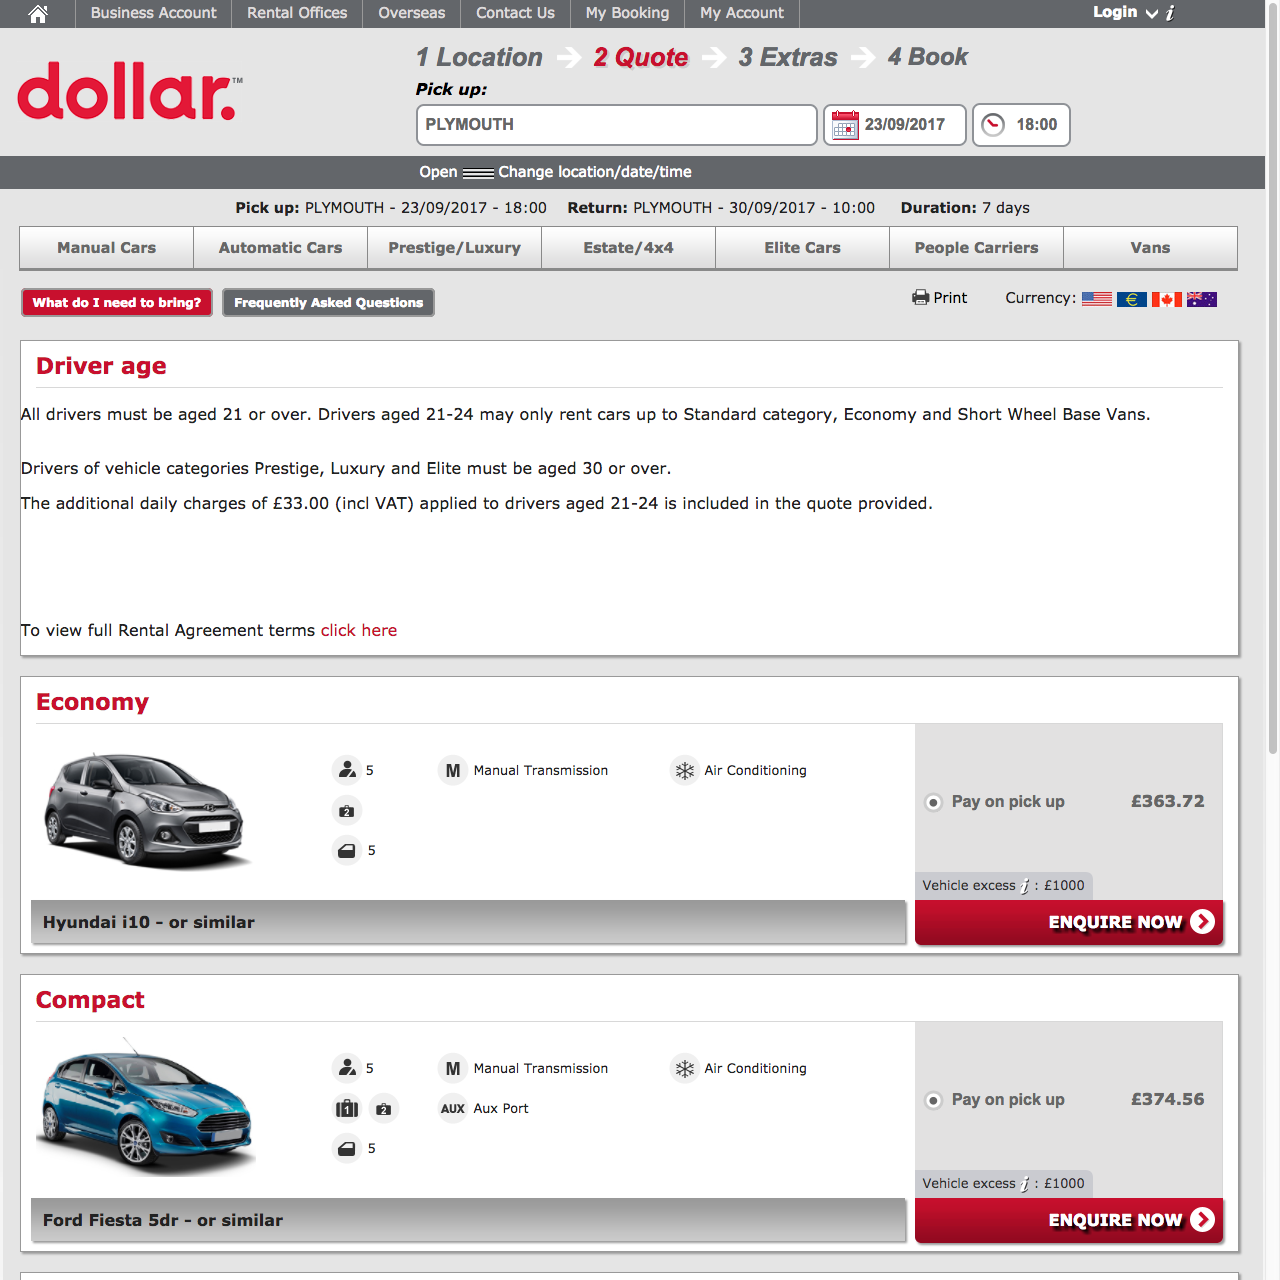 Business Account
Rental Offices
Overseas
Contact Us
My Booking
My Account
Login i
dollar.™
1 Location
2 Quote
3 Extras
4 Book
Pick up:
PLYMOUTH
23/09/2017
18:00
Open Change location/date/time
Pick up: PLYMOUTH - 23/09/2017 - 18:00 Return: PLYMOUTH - 30/09/2017 - 10:00 Duration: 7 days
Manual Cars
Automatic Cars
Prestige/Luxury
Estate/4x4
Elite Cars
People Carriers
Vans
What do I need to bring?
Frequently Asked Questions
Print
Currency:
Driver age
All drivers must be aged 21 or over. Drivers aged 21-24 may only rent cars up to Standard category, Economy and Short Wheel Base Vans.
Drivers of vehicle categories Prestige, Luxury and Elite must be aged 30 or over.
The additional daily charges of £33.00 (incl VAT) applied to drivers aged 21-24 is included in the quote provided.
To view full Rental Agreement terms click here
Economy
5
M Manual Transmission
Air Conditioning
2
5
Pay on pick up £363.72
Vehicle excess i : £1000
Hyundai i10 - or similar
ENQUIRE NOW
Compact
5
M Manual Transmission
Air Conditioning
1 2
AUX Aux Port
5
Pay on pick up £374.56
Vehicle excess i : £1000
Ford Fiesta 5dr - or similar
ENQUIRE NOW